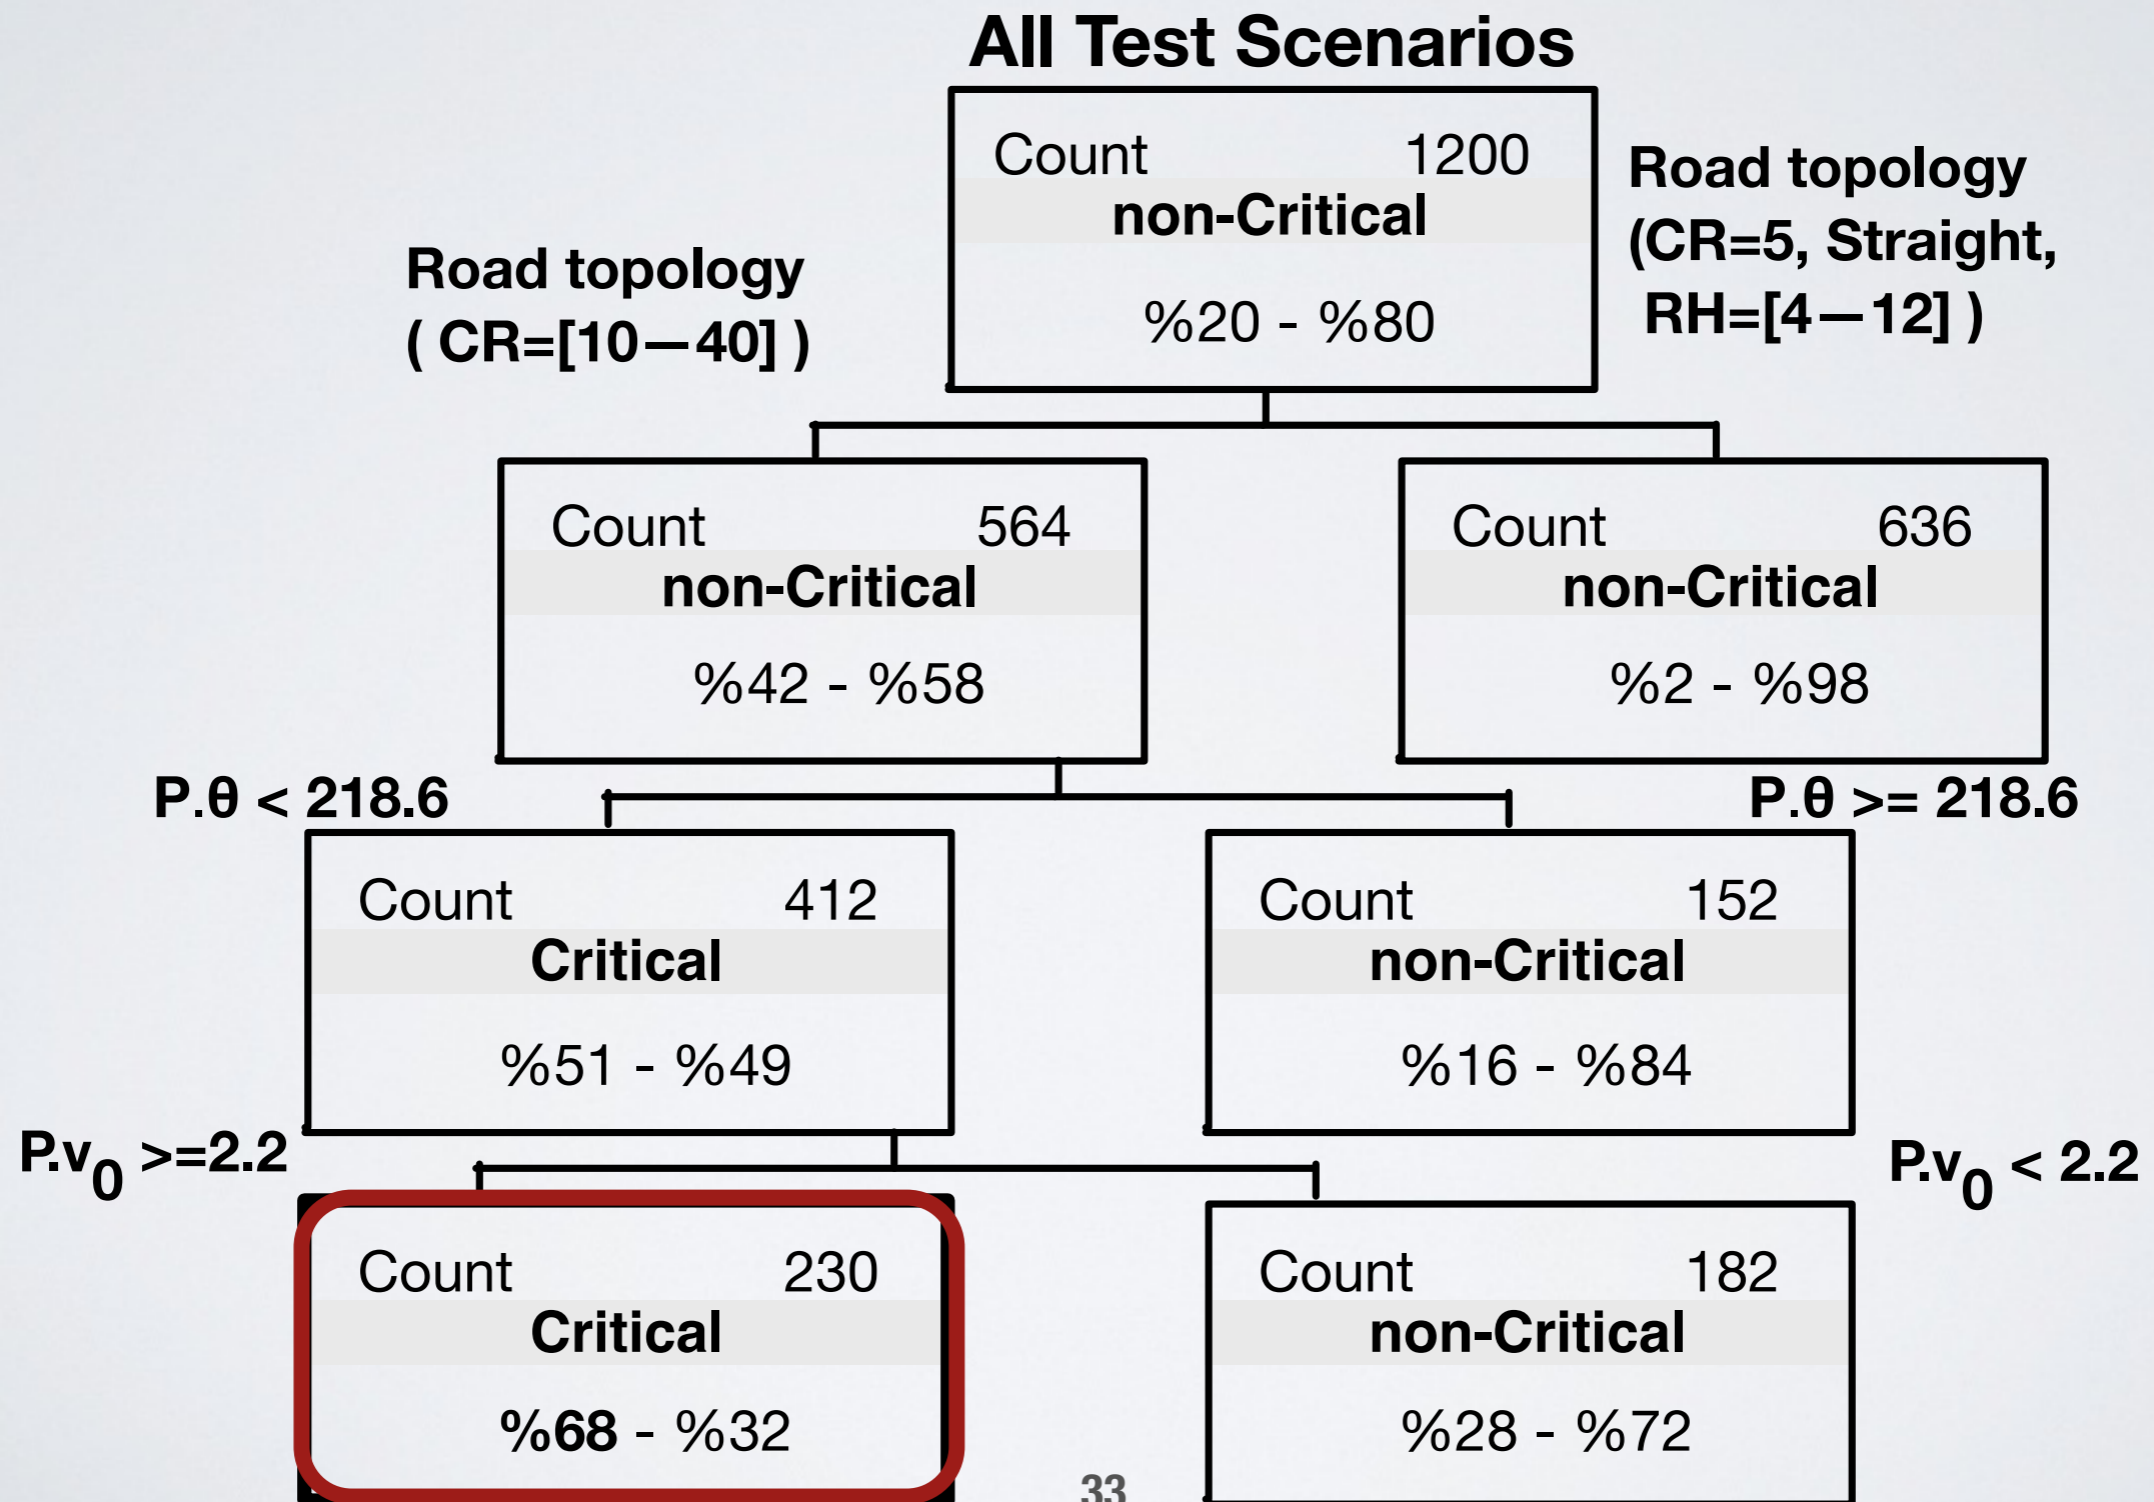 All Test Scenarios
Count 1200
non-Critical
%20 - %80
Road topology
(CR=5, Straight,
RH=[4—12] )
Road topology
( CR=[10—40] )
Count 564
non-Critical
%42 - %58
Count 636
non-Critical
%2 - %98
P.θ < 218.6
P.θ >= 218.6
Count 412
Critical
%51 - %49
Count 152
non-Critical
%16 - %84
P.v0 >=2.2
P.v0 < 2.2
Count 230
Critical
%68 - %32
Count 182
non-Critical
%28 - %72
33